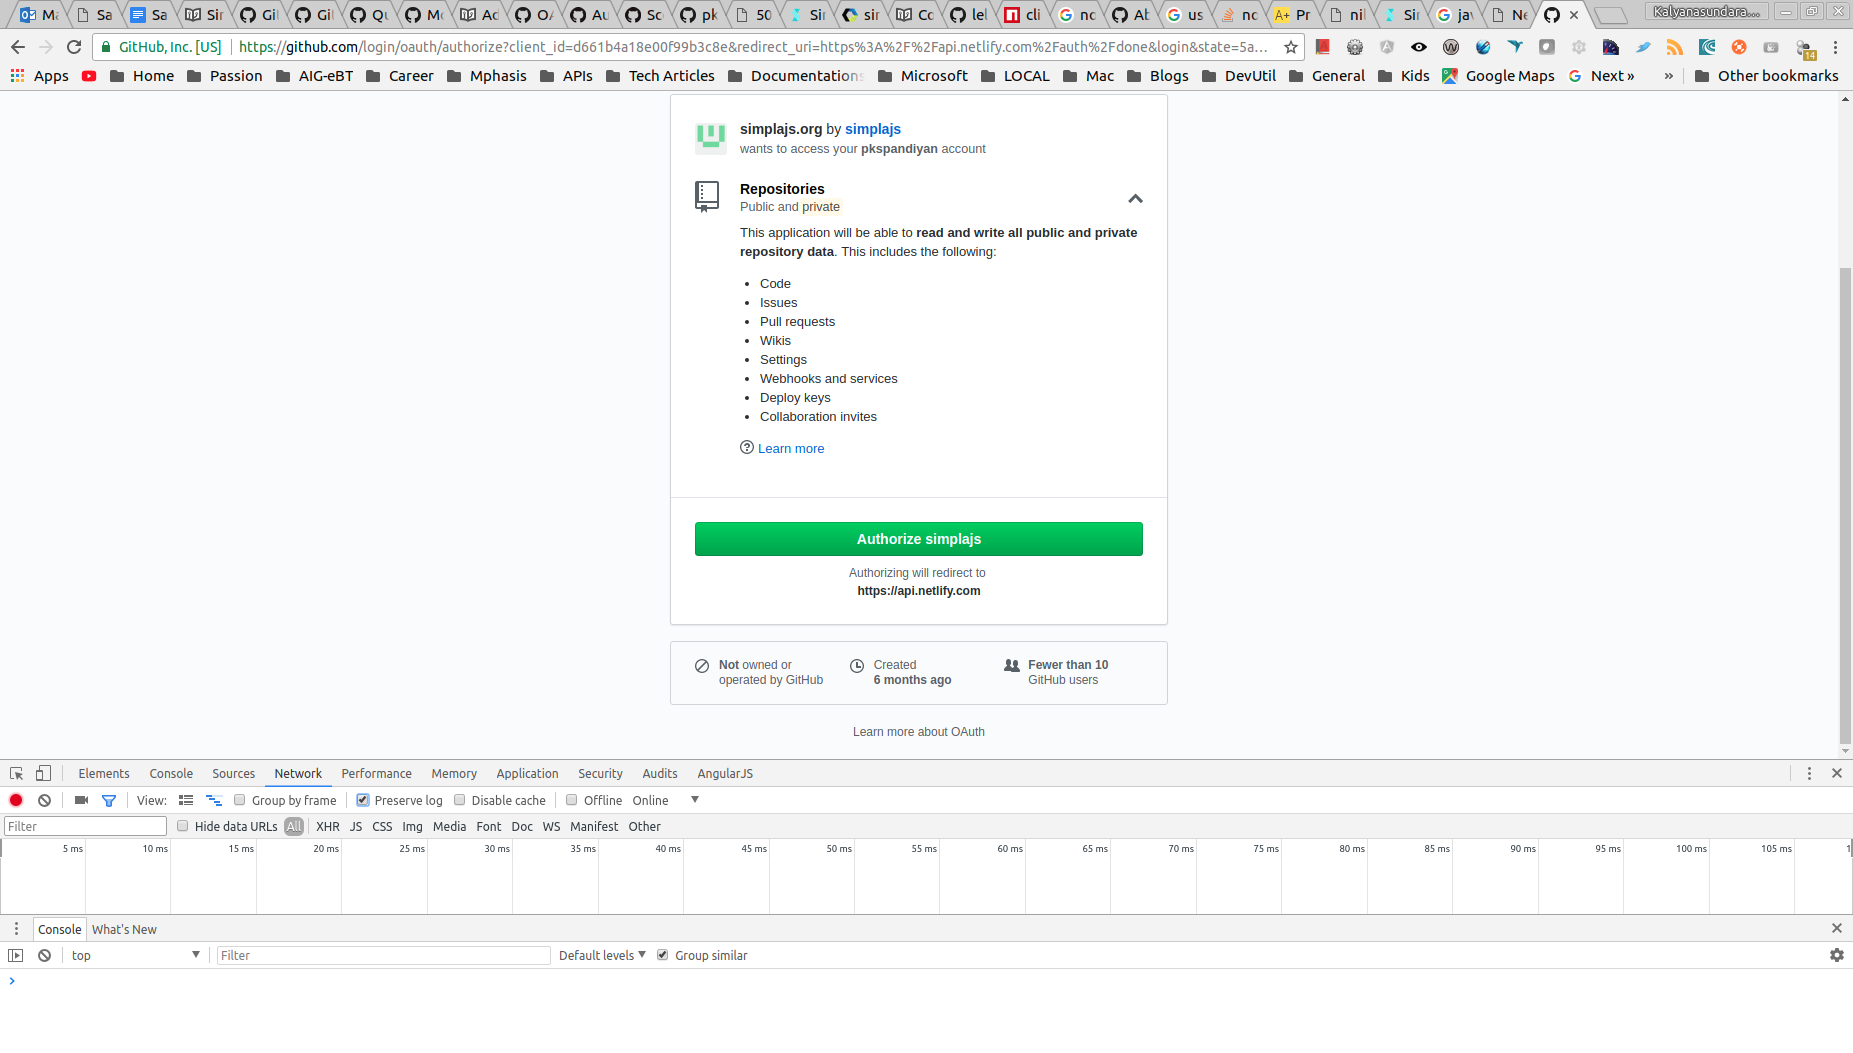 Ma Sa Sa Sir Git Git Qu Mo Ac OA Au Sc pk 50 Sir sir Co lel cli no Ab us no Pr nil Sir jav Ne Kalyanasundara...
GitHub, Inc. [US] https://github.com/login/oauth/authorize?client_id=d661b4a18e00f99b3c8e&redirect_uri=https%3A%2F%2Fapi.netlify.com%2Fauth%2Fdone&login&state=5a... 14
Apps Home Passion AIG-eBT Career Mphasis APIs Tech Articles Documentations Microsoft LOCAL Mac Blogs DevUtil General Kids Google Maps Next » » Other bookmarks
simplajs.org by simplajs
wants to access your pkspandiyan account
Repositories
Public and private
This application will be able to read and write all public and private
repository data. This includes the following:
• Code
• Issues
• Pull requests
• Wikis
• Settings
• Webhooks and services
• Deploy keys
• Collaboration invites
Learn more
Authorize simplajs
Authorizing will redirect to
https://api.netlify.com
Not owned or
operated by GitHub
Created
6 months ago
Fewer than 10
GitHub users
Learn more about OAuth
Elements Console Sources Network Performance Memory Application Security Audits AngularJS
View: Group by frame Preserve log Disable cache Offline Online
Filter Hide data URLs All XHR JS CSS Img Media Font Doc WS Manifest Other
5 ms 10 ms 15 ms 20 ms 25 ms 30 ms 35 ms 40 ms 45 ms 50 ms 55 ms 60 ms 65 ms 70 ms 75 ms 80 ms 85 ms 90 ms 95 ms 100 ms 105 ms 1
Console What's New
top Filter Default levels Group similar